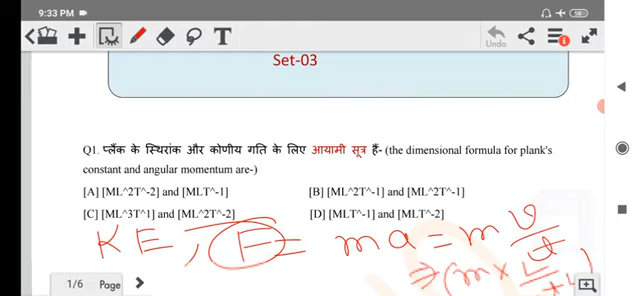 9:33 PM
58
Undo
Set-03
Q1. प्लैंक के स्थिरांक और कोणीय गति के लिए आयामी सूत्र हैं- (the dimensional formula for plank's
constant and angular momentum are-)
[A] [ML^2T^-2] and [MLT^-1] [B] [ML^2T^-1] and [ML^2T^-1]
[C] [ML^3T^1] and [ML^2T^-2] [D] [MLT^-1] and [MLT^-2]
K E , F = ma = m v/t
1/6 Page